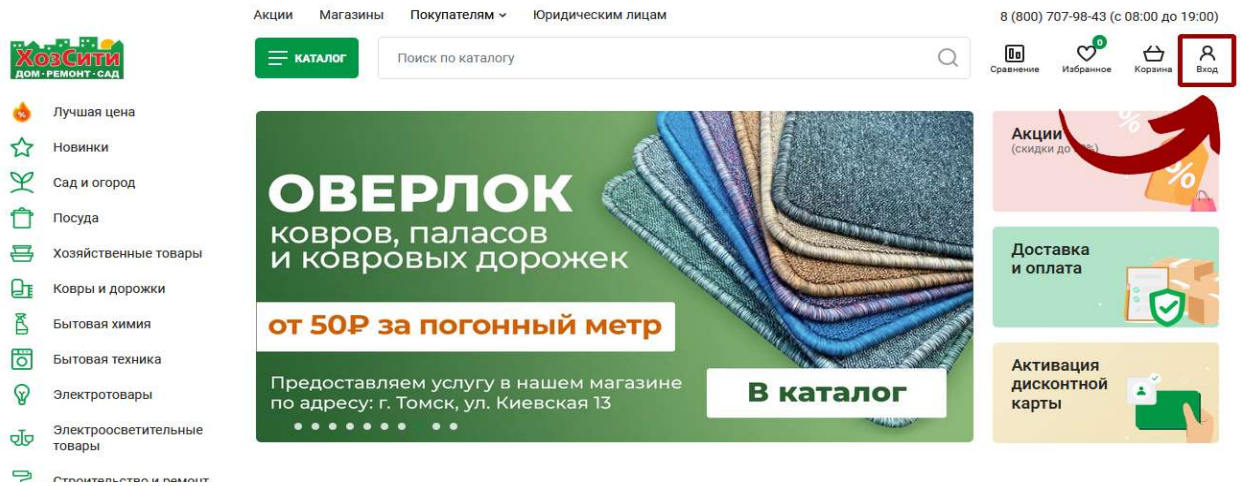 Акции Магазины Покупателям Юридическим лицам 8 (800) 707-98-43 (с 08:00 до 19:00)
ХозСити
ДОМ·РЕМОНТ·САД
КАТАЛОГ
Поиск по каталогу
0
Сравнение Избранное Корзина Вход
Лучшая цена
Новинки
Сад и огород
Посуда
Хозяйственные товары
Ковры и дорожки
Бытовая химия
Бытовая техника
Электротовары
Электроосветительные
товары
Строительство и ремонт
ОВЕРЛОК
ковров, паласов
и ковровых дорожек
от 50₽ за погонный метр
Предоставляем услугу в нашем магазине
по адресу: г. Томск, ул. Киевская 13
В каталог
Акции
(скидки до %)
Доставка
и оплата
Активация
дисконтной
карты